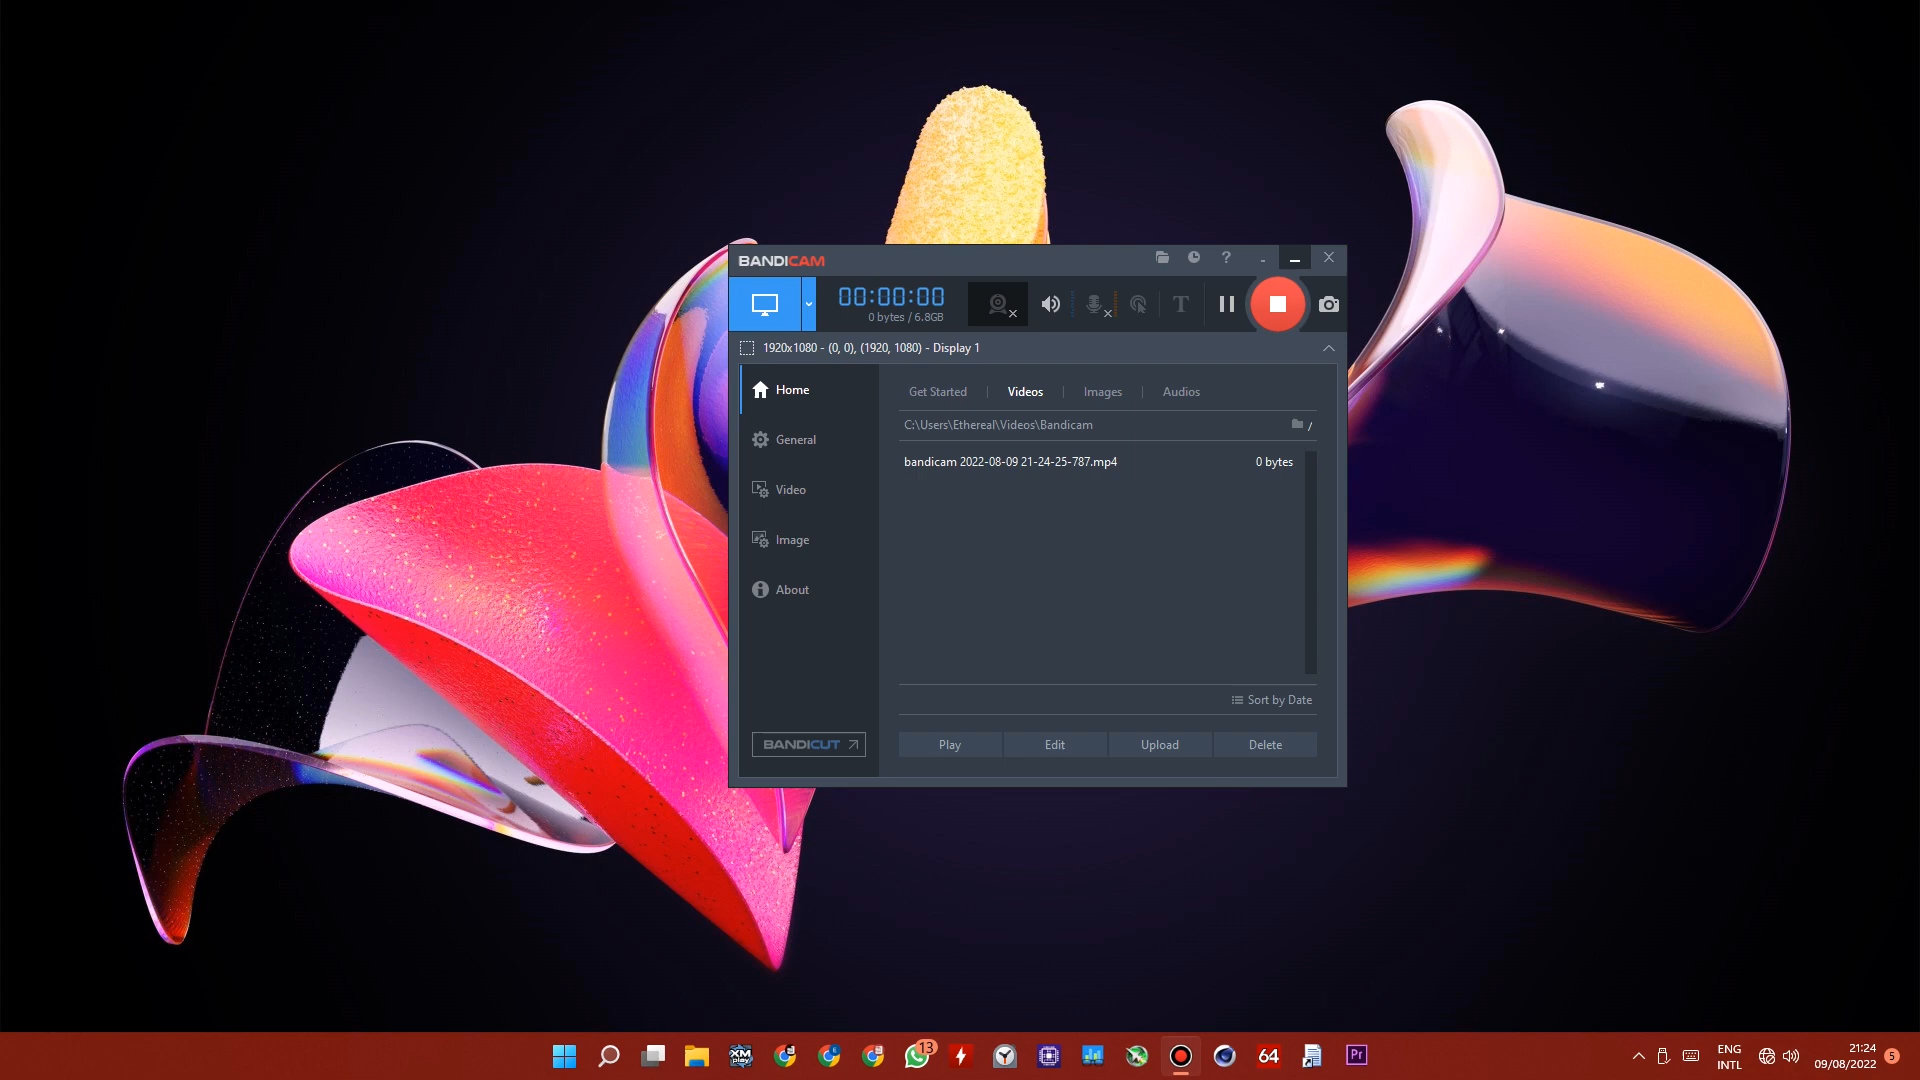 BANDICAM
00:00:00
0 bytes / 6.8GB
T
1920x1080 - (0, 0), (1920, 1080) - Display 1
Home
General
Video
Image
About
Get Started
Videos
Images
Audios
C:\Users\Ethereal\Videos\Bandicam
/
bandicam 2022-08-09 21-24-25-787.mp4
0 bytes
Sort by Date
BANDICUT
Play
Edit
Upload
Delete
XM
play
E
13
64
Pr
ENG
INTL
21:24
09/08/2022
5